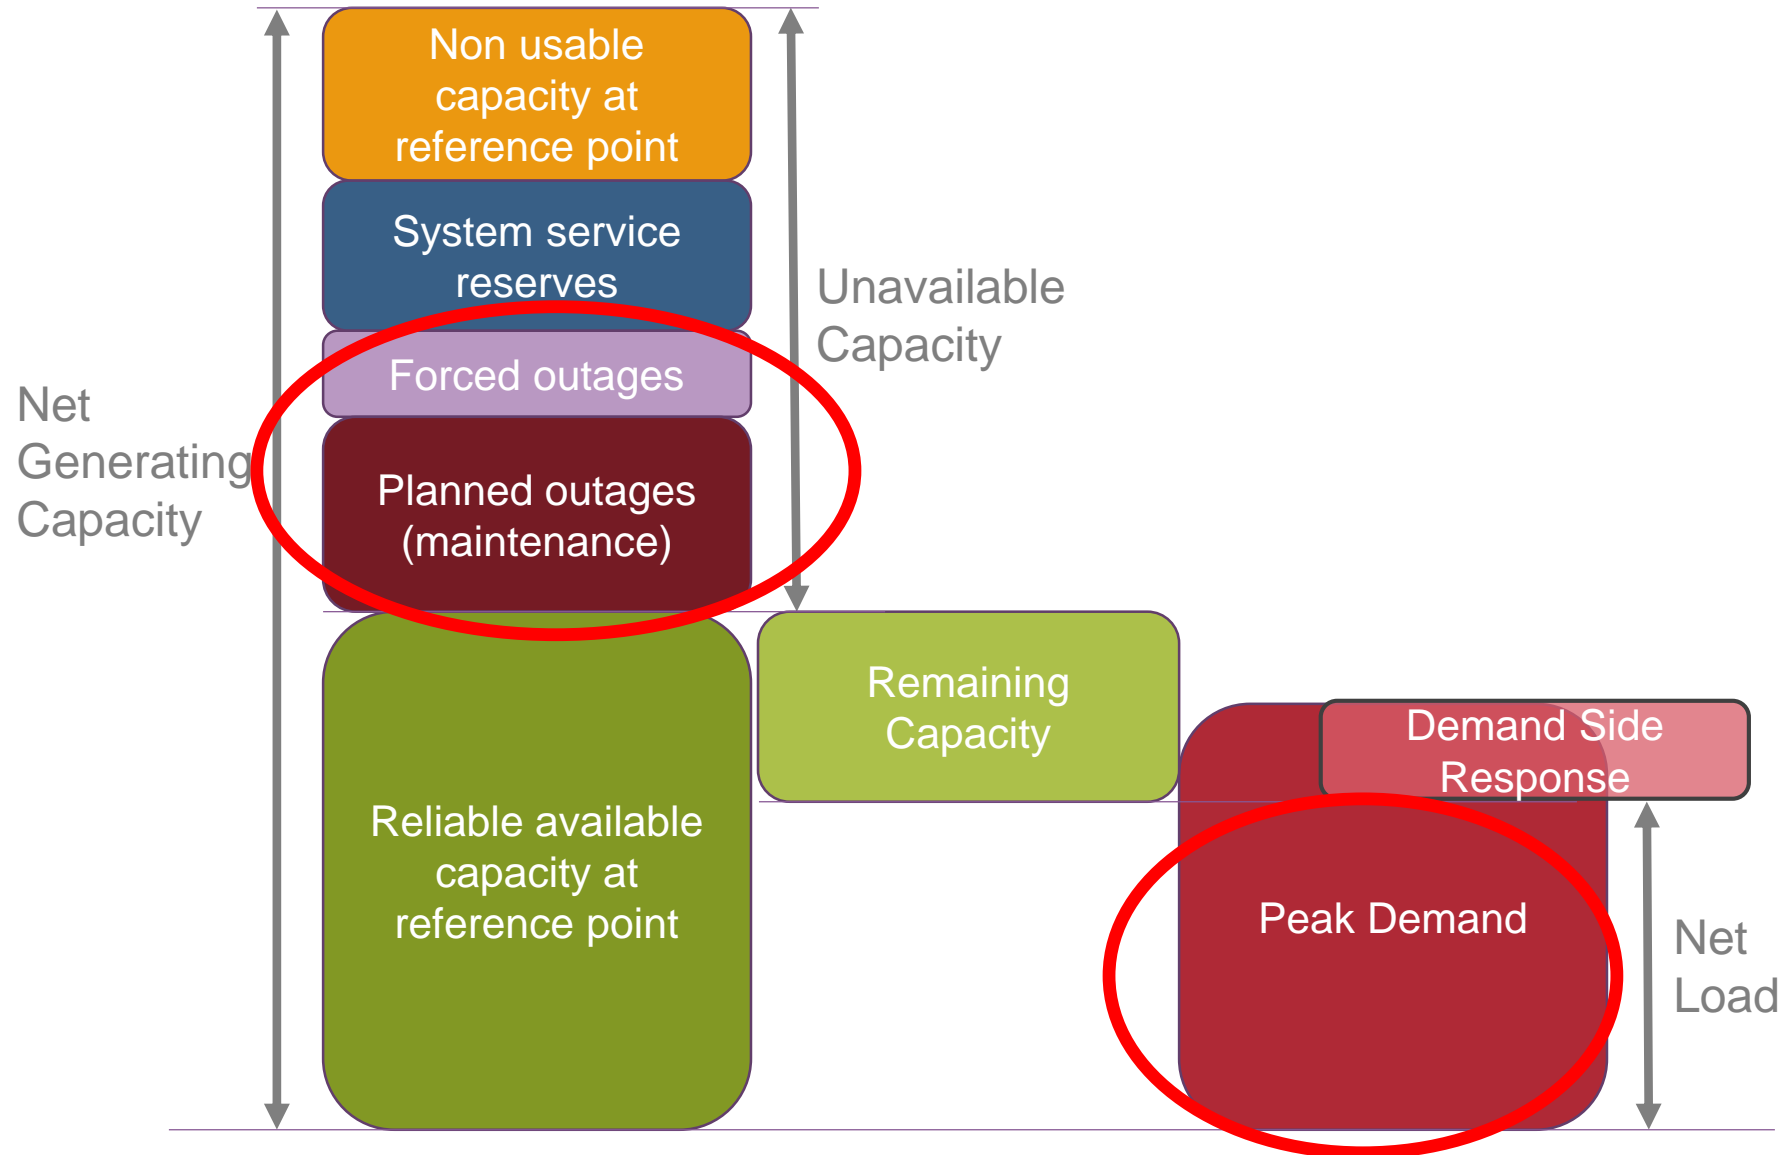 Non usable
capacity at
reference point
System service
reserves
Unavailable
Capacity
Forced outages
Net
Generating
Capacity
Planned outages
(maintenance)
Remaining
Capacity
Demand Side
Response
Reliable available
capacity at
reference point
Peak Demand
Net
Load